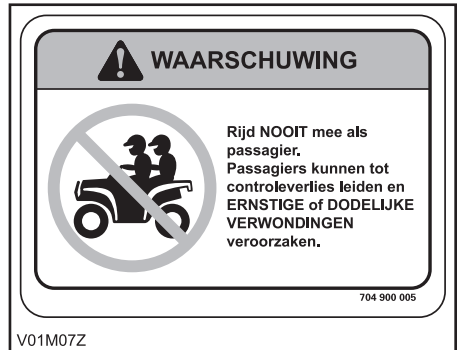 WAARSCHUWING
Rijd NOOIT mee als
passagier.
Passagiers kunnen tot
controleverlies leiden en
ERNSTIGE of DODELIJKE
VERWONDINGEN
veroorzaken.
704 900 005
V01M07Z